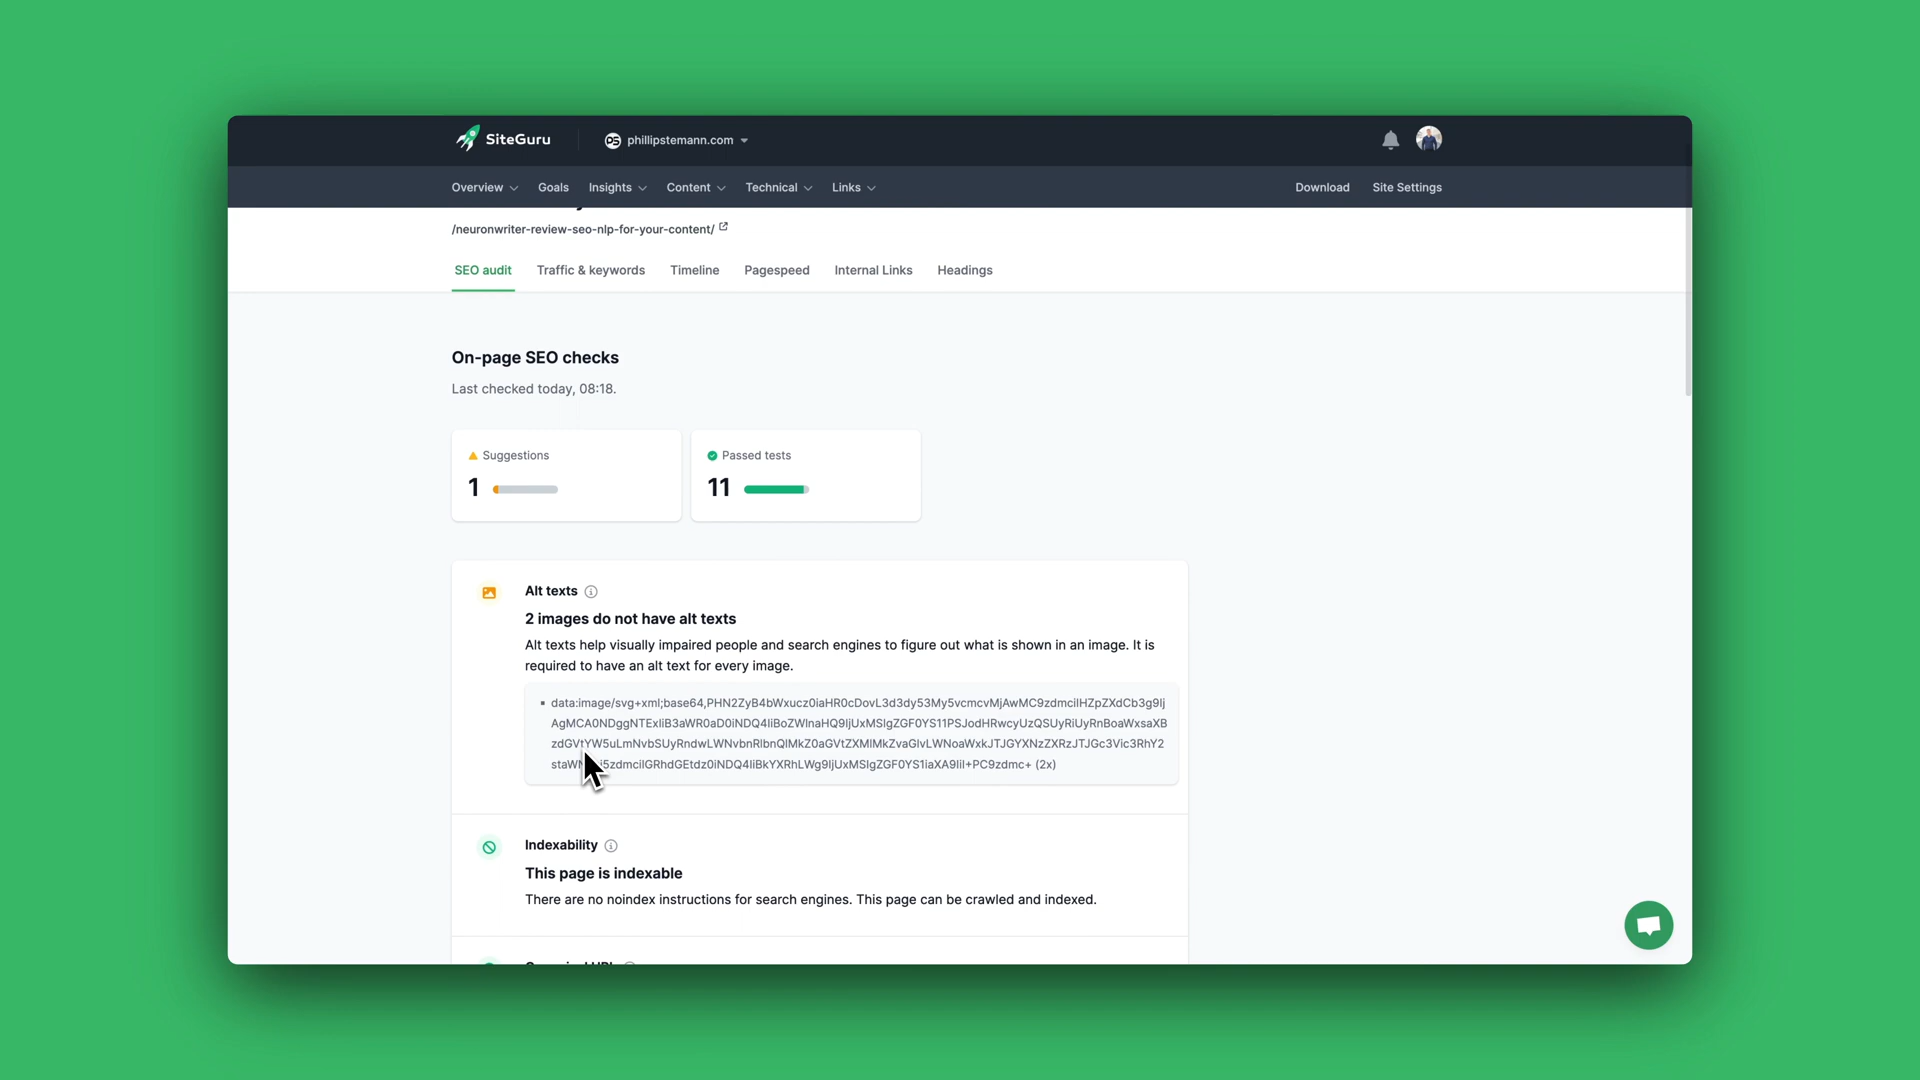 SiteGuru
phillipstemann.com
Overview Goals Insights Content Technical Links Download Site Settings
/neuronwriter-review-seo-nlp-for-your-content/
SEO audit Traffic & keywords Timeline Pagespeed Internal Links Headings
On-page SEO checks
Last checked today, 08:18.
Suggestions
1
Passed tests
11
Alt texts
2 images do not have alt texts
Alt texts help visually impaired people and search engines to figure out what is shown in an image. It is
required to have an alt text for every image.
data:image/svg+xml;base64,
(2x)
Indexability
This page is indexable
There are no noindex instructions for search engines. This page can be crawled and indexed.